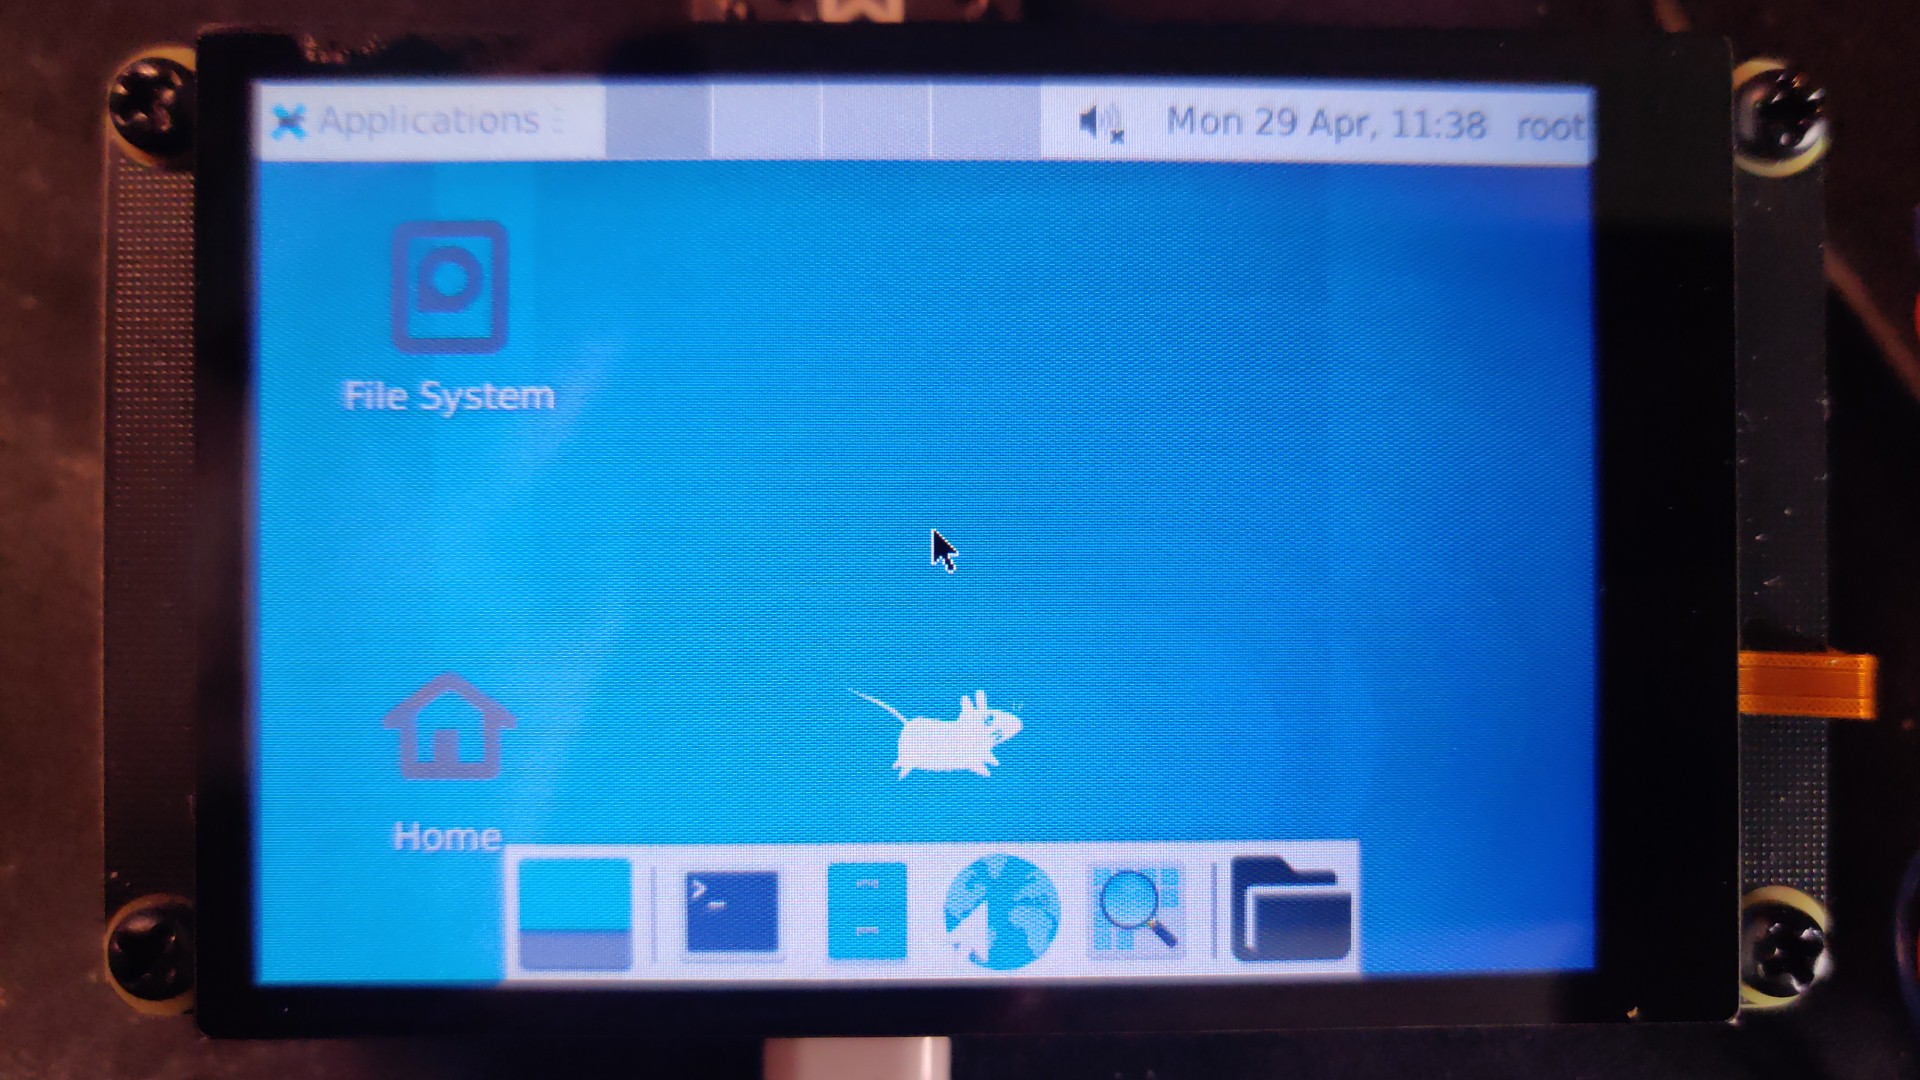 Applications
Mon 29 Apr, 11:38
root
File System
Home
>_